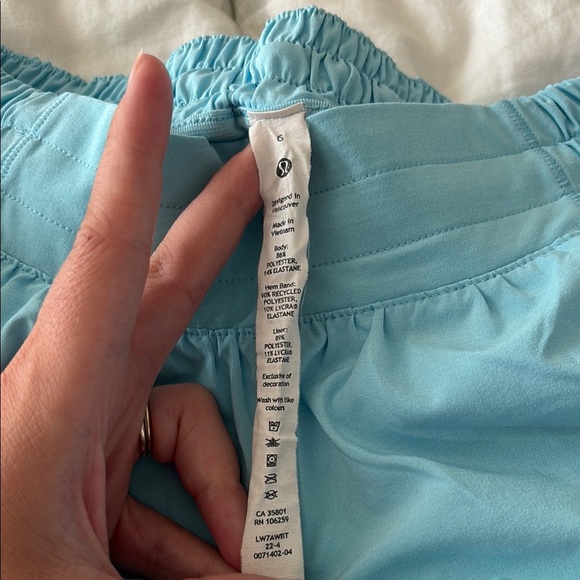 6
Designed in
Vancouver
Made in
Vietnam
Body:
86%
POLYESTER,
14% ELASTANE
Hem Band:
90% RECYCLED
POLYESTER,
10% LYCRA®
ELASTANE
Liner:
89%
POLYESTER,
11% LYCRA®
ELASTANE
Exclusive of
decoration
Wash with like
colours
CA 35801
RN 106259
LW7AWBT
22-4
0071402-04